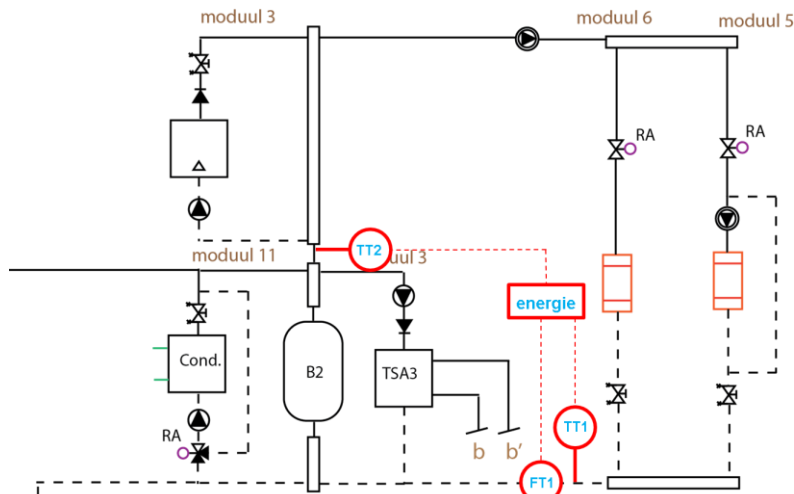 moduul 3
moduul 6
moduul 5
RA
RA
TT2
moduul 11
uul 3
energie
Cond.
B2
TSA3
RA
b
b'
TT1
FT1